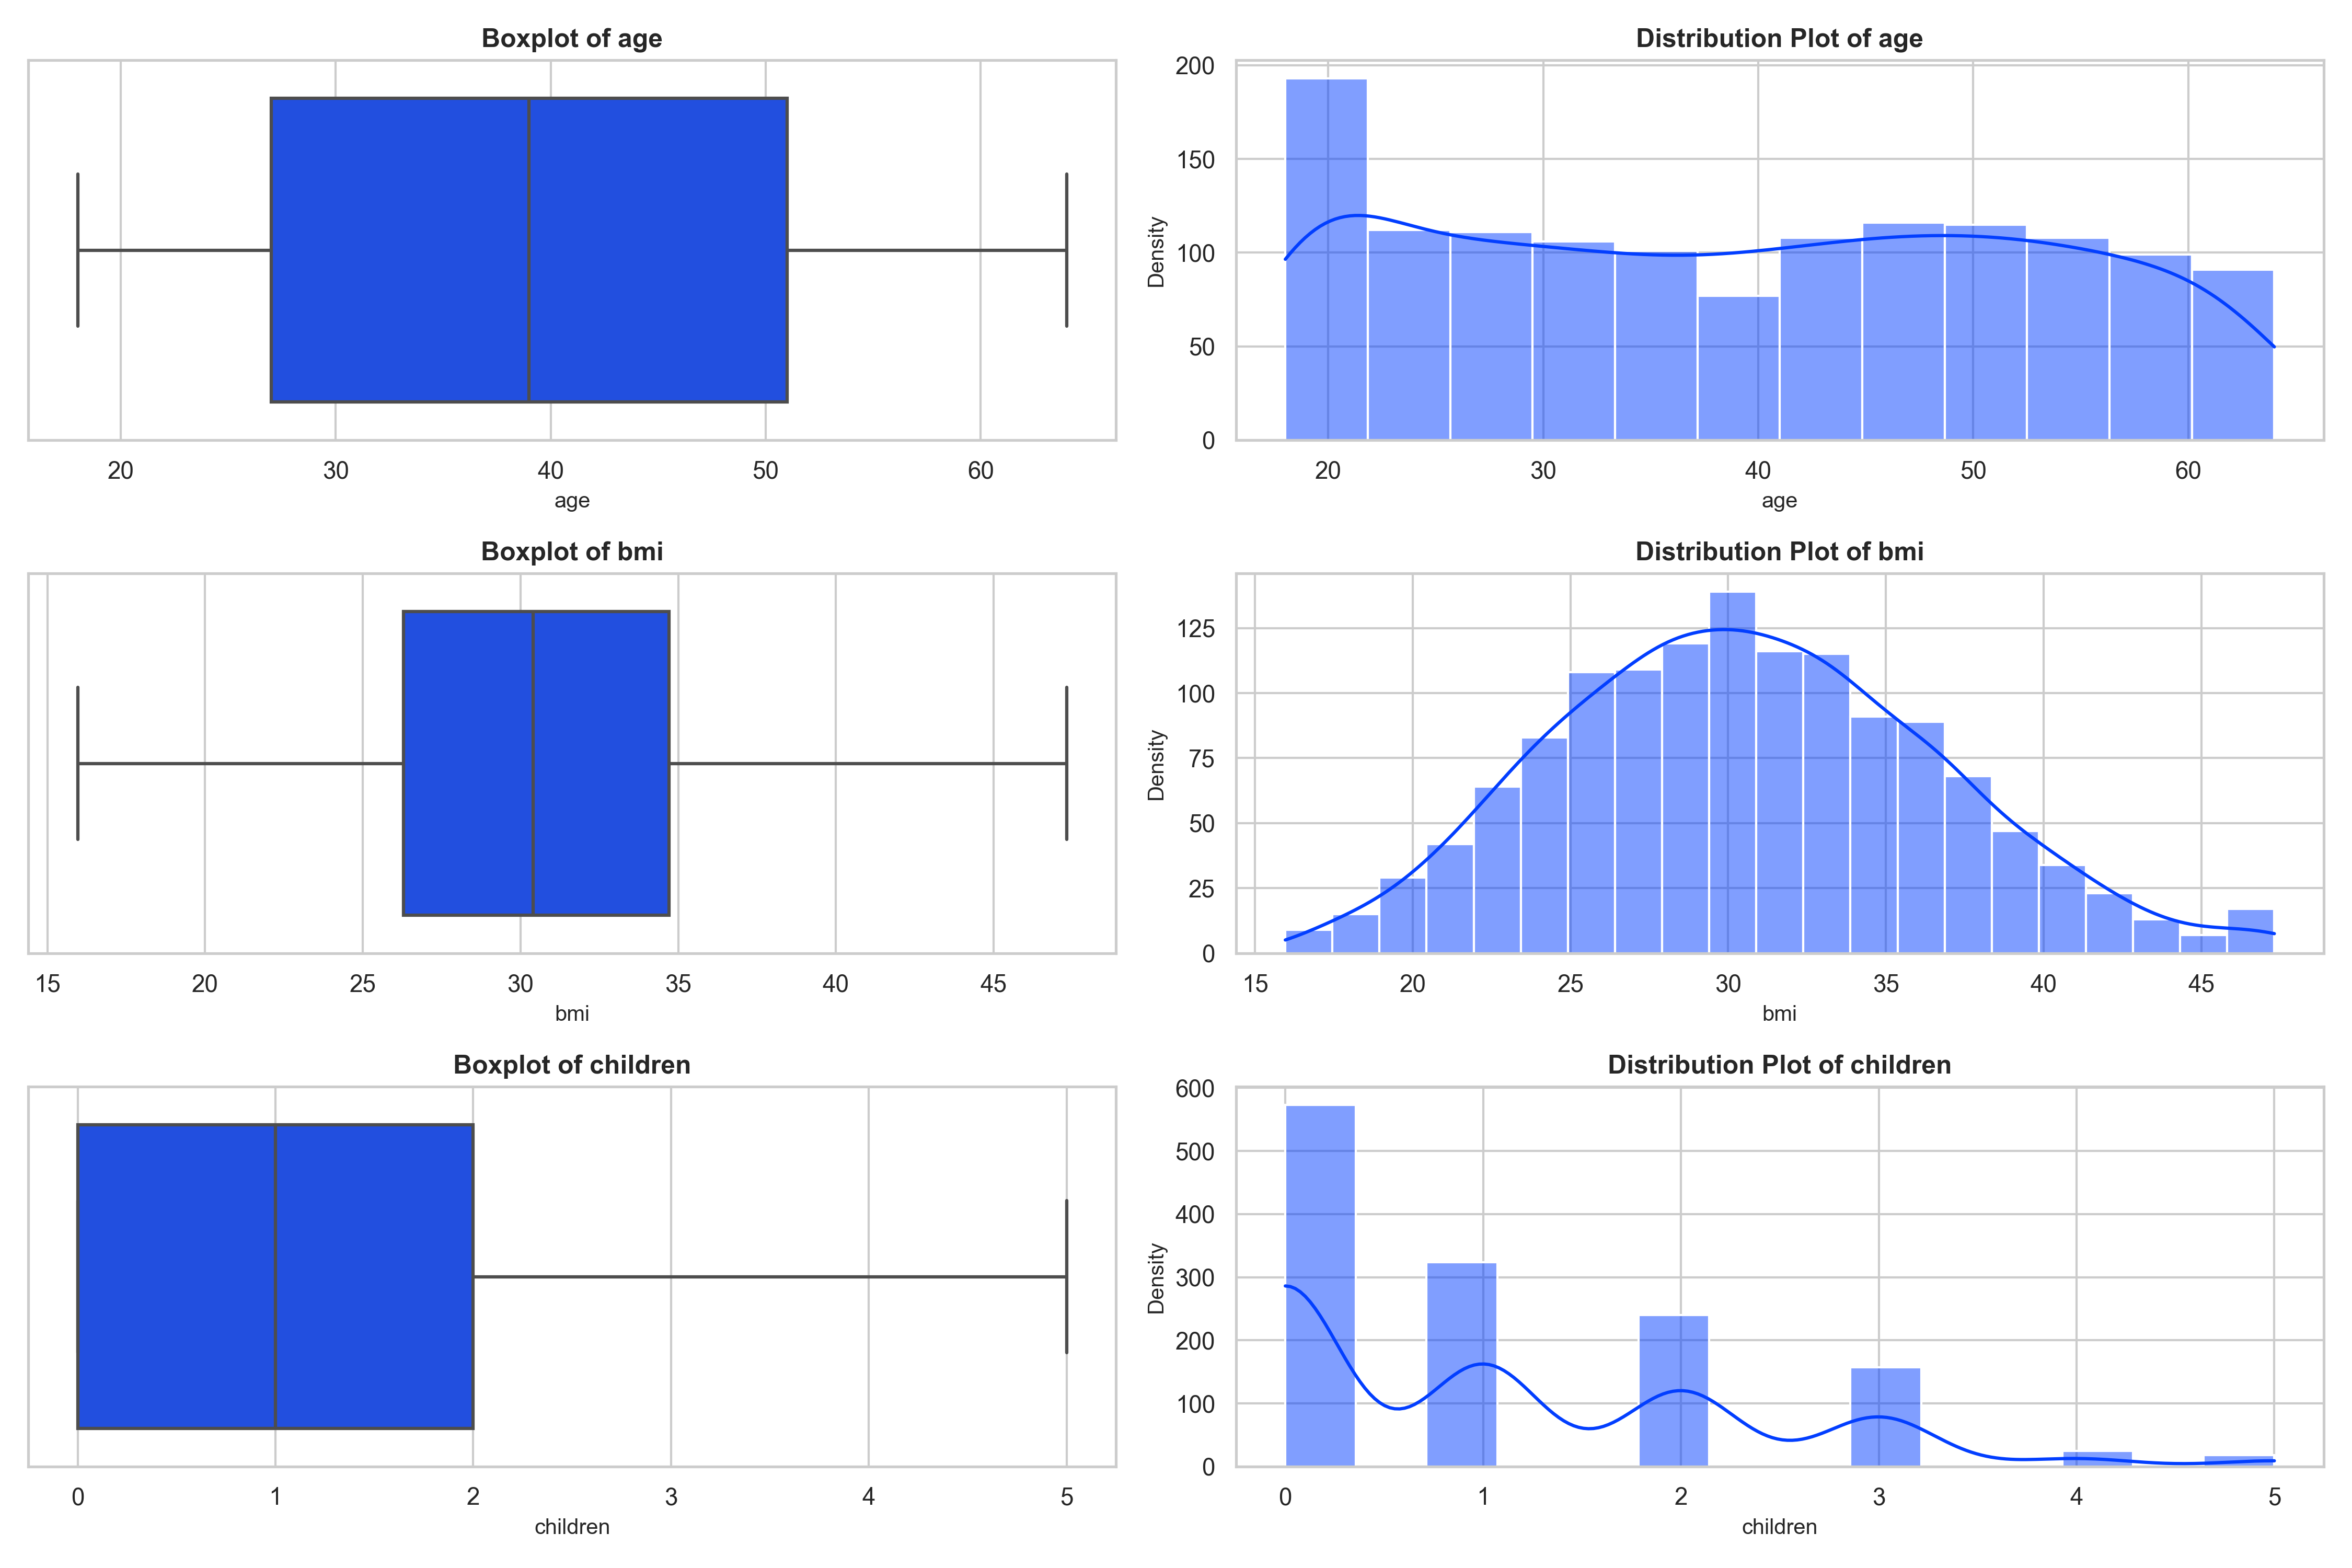 Boxplot of age
20 30 40 50 60
age
Distribution Plot of age
Density
200
150
100
50
0
20 30 40 50 60
age
Boxplot of bmi
15 20 25 30 35 40 45
bmi
Distribution Plot of bmi
Density
125
100
75
50
25
0
15 20 25 30 35 40 45
bmi
Boxplot of children
0 1 2 3 4 5
children
Distribution Plot of children
Density
600
500
400
300
200
100
0
0 1 2 3 4 5
children